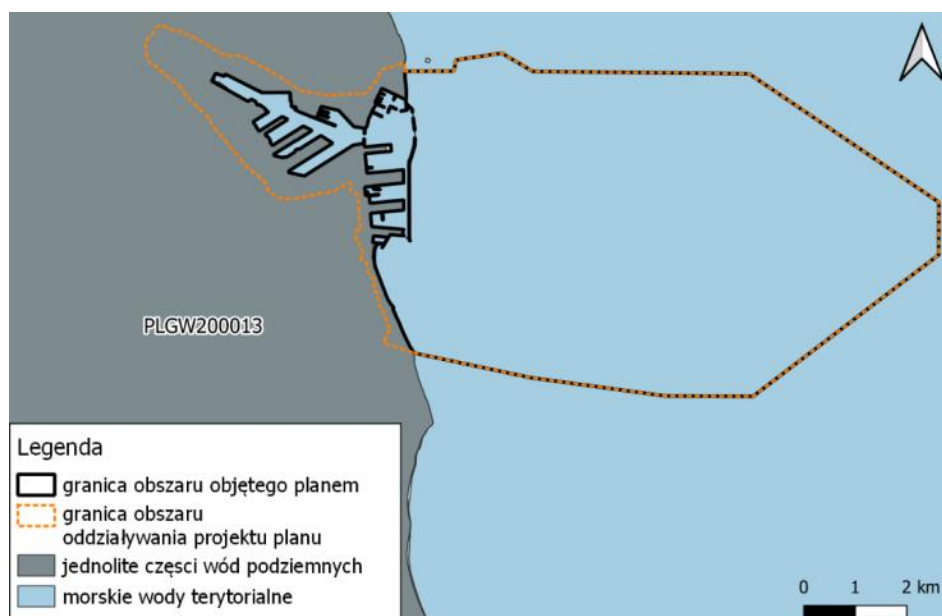 PLGW200013
Legenda
granica obszaru objętego planem
granica obszaru
oddziaływania projektu planu
jednolite części wód podziemnych
morskie wody terytorialne
0 1 2 km